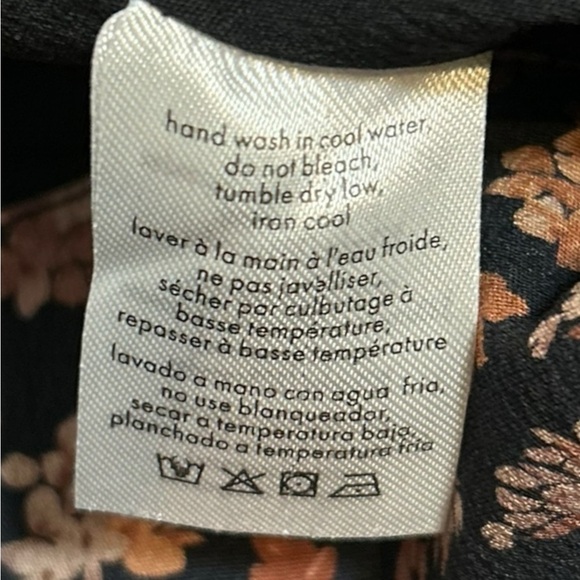 hand wash in cool water,
do not bleach,
tumble dry low,
iron cool
laver à la main à l'eau froide,
ne pas javelliser,
sécher par culbutage à
basse température,
repasser à basse température
lavado a mano con agua fria,
no use blanqueador,
secar a temperatura baja,
planchado a temperatura fria